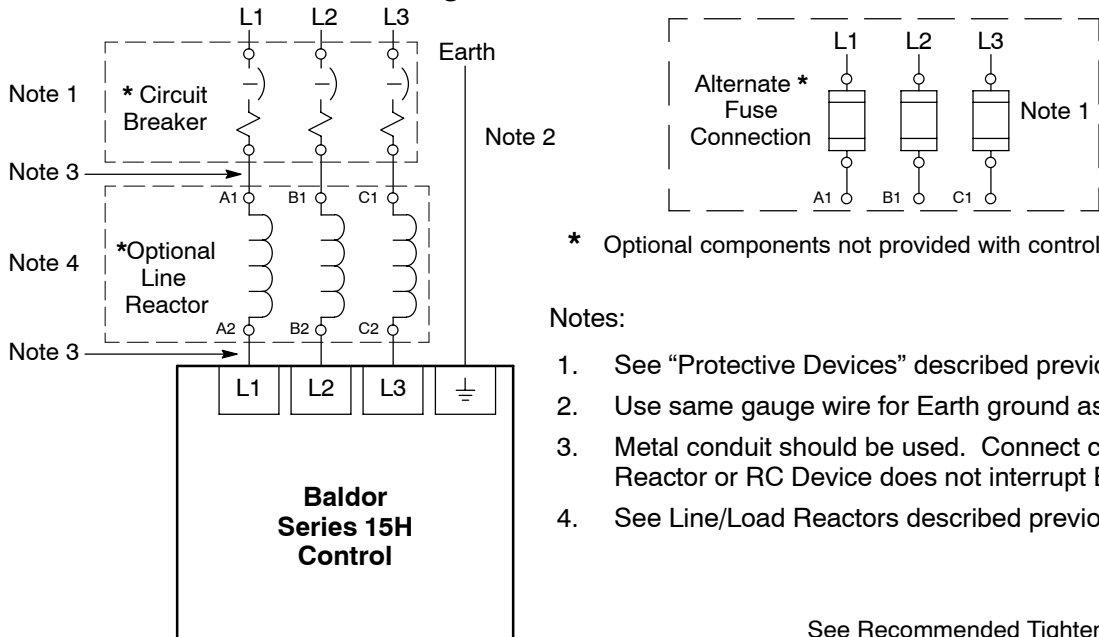 L1 L2 L3
Earth
Note 1
* Circuit
Breaker
Note 2
Note 3
A1 B1 C1
Note 4
*Optional
Line
Reactor
A2 B2 C2
Note 3
L1 L2 L3
Baldor
Series 15H
Control
L1 L2 L3
Alternate *
Fuse
Connection
Note 1
A1 B1 C1
* Optional components not provided with control
Notes:
1. See “Protective Devices” described
2. Use same gauge wire for Earth ground as
3. Metal conduit should be used. Connect
Reactor or RC Device does not interrupt
4. See Line/Load Reactors described
See Recommended